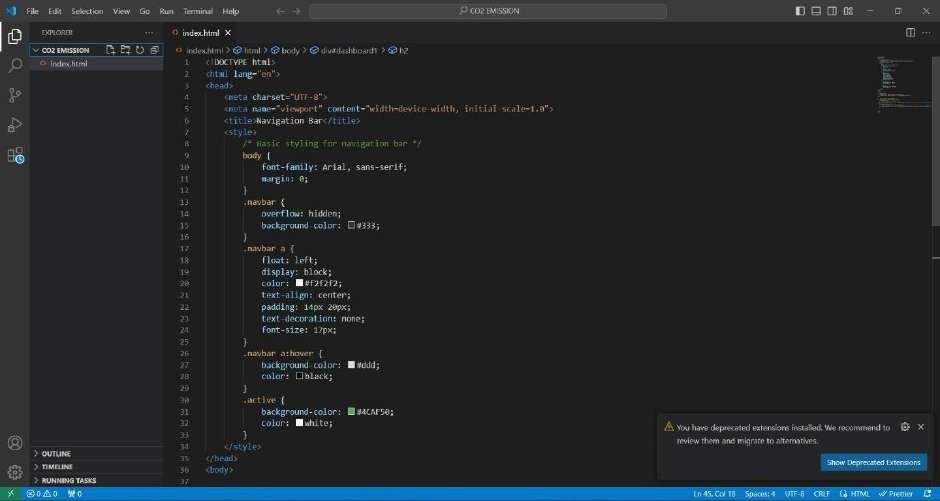 File Edit Selection View Go Run Terminal Help
CO2 EMISSION
EXPLORER
CO2 EMISSION
index.html
OUTLINE
TIMELINE
RUNNING TASKS
index.html
index.html > html > body > div#dashboard1 > h2
1 <!DOCTYPE html>
2 <html lang="en">
3 <head>
4 <meta charset="UTF-8">
5 <meta name="viewport" content="width=device-width, initial-scale=1.0">
6 <title>Navigation Bar</title>
7 <style>
8 /* Basic styling for navigation bar */
9 body {
10 font-family: Arial, sans-serif;
11 margin: 0;
12 }
13 .navbar {
14 overflow: hidden;
15 background-color: #333;
16 }
17 .navbar a {
18 float: left;
19 display: block;
20 color: #f2f2f2;
21 text-align: center;
22 padding: 14px 20px;
23 text-decoration: none;
24 font-size: 17px;
25 }
26 .navbar a:hover {
27 background-color: #ddd;
28 color: black;
29 }
30 .active {
31 background-color: #4CAF50;
32 color: white;
33 }
34 </style>
35 </head>
36 <body>
37
You have deprecated extensions installed. We recommend to
review them and migrate to alternatives.
Show Deprecated Extensions
0 0 0 Ln 45, Col 18 Spaces: 4 UTF-8 CRLF HTML Prettier